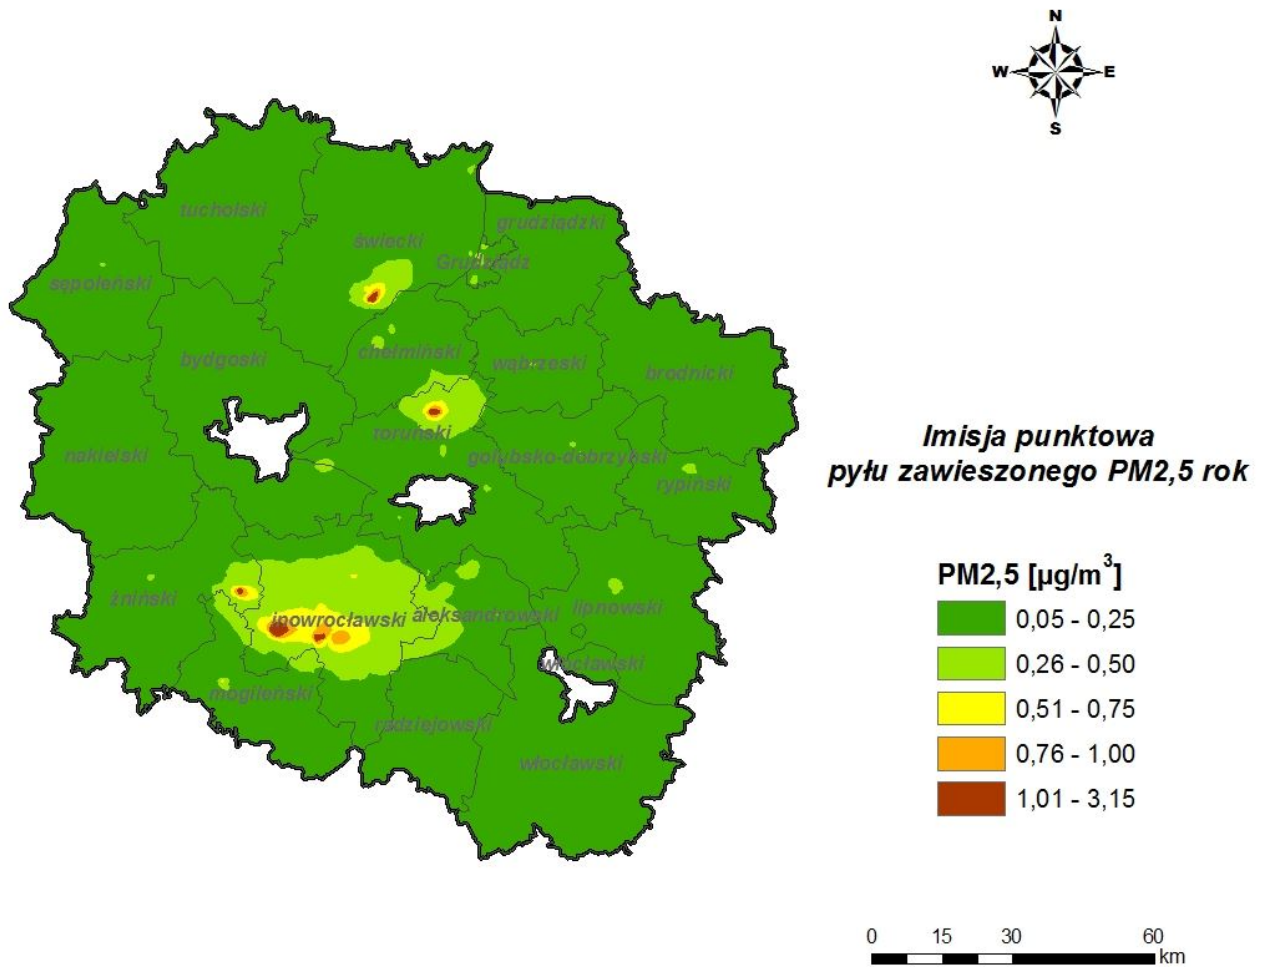 N
W E
S
tucholski
grudziądzki
świecki
Grudziądz
sępoleński
chełmiński
bydgoski
wąbrzeski
brodnicki
toruński
nakielski
golubsko-dobrzyński
rypiński
żniński
inowrocławski
aleksandrowski
lipnowski
włocławski
mogileński
radziejowski
włocławski
Imisja punktowa
pyłu zawieszonego PM2,5 rok
PM2,5 [µg/m³]
0,05 - 0,25
0,26 - 0,50
0,51 - 0,75
0,76 - 1,00
1,01 - 3,15
0 15 30 60
km